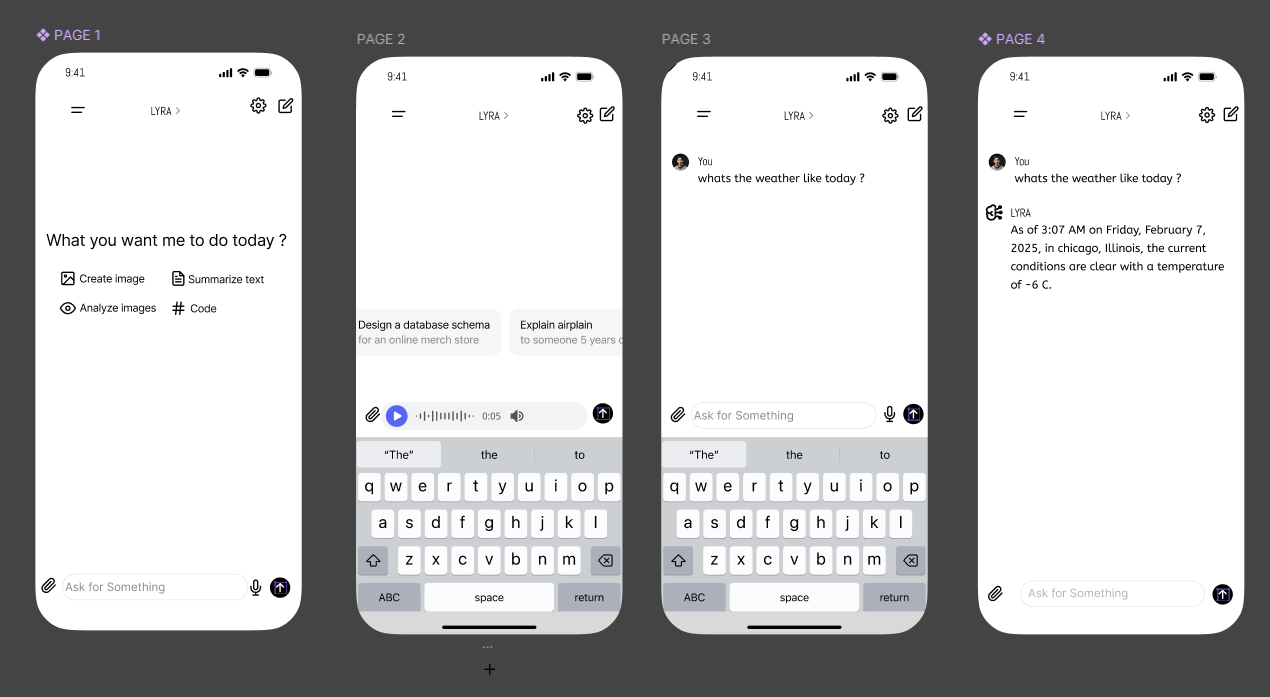 PAGE 1
9:41
LYRA >
What you want me to do today ?
Create image
Summarize text
Analyze images
Code
Ask for Something
PAGE 2
9:41
LYRA >
Design a database schema
for an online merch store
Explain airplain
to someone 5 years
0:05
“The”
the
to
q w e r t y u i o p
a s d f g h j k l
z x c v b n m
ABC
space
return
...
+
PAGE 3
9:41
LYRA >
You
whats the weather like today ?
Ask for Something
“The”
the
to
q w e r t y u i o p
a s d f g h j k l
z x c v b n m
ABC
space
return
PAGE 4
9:41
LYRA >
You
whats the weather like today ?
LYRA
As of 3:07 AM on Friday, February 7,
2025, in chicago, Illinois, the current
conditions are clear with a temperature
of -6 C.
Ask for Something